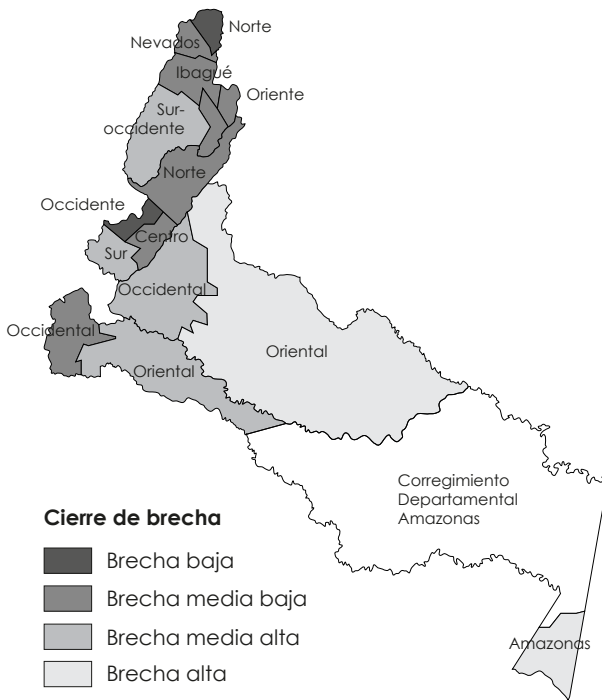 Norte
Nevados
Ibagué
Oriente
Sur-
occidente
Norte
Occidente
Centro
Sur
Occidental
Occidental
Oriental
Oriental
Corregimiento
Departamental
Amazonas
Cierre de brecha
Brecha baja
Brecha media baja
Brecha media alta
Brecha alta
Amazonas